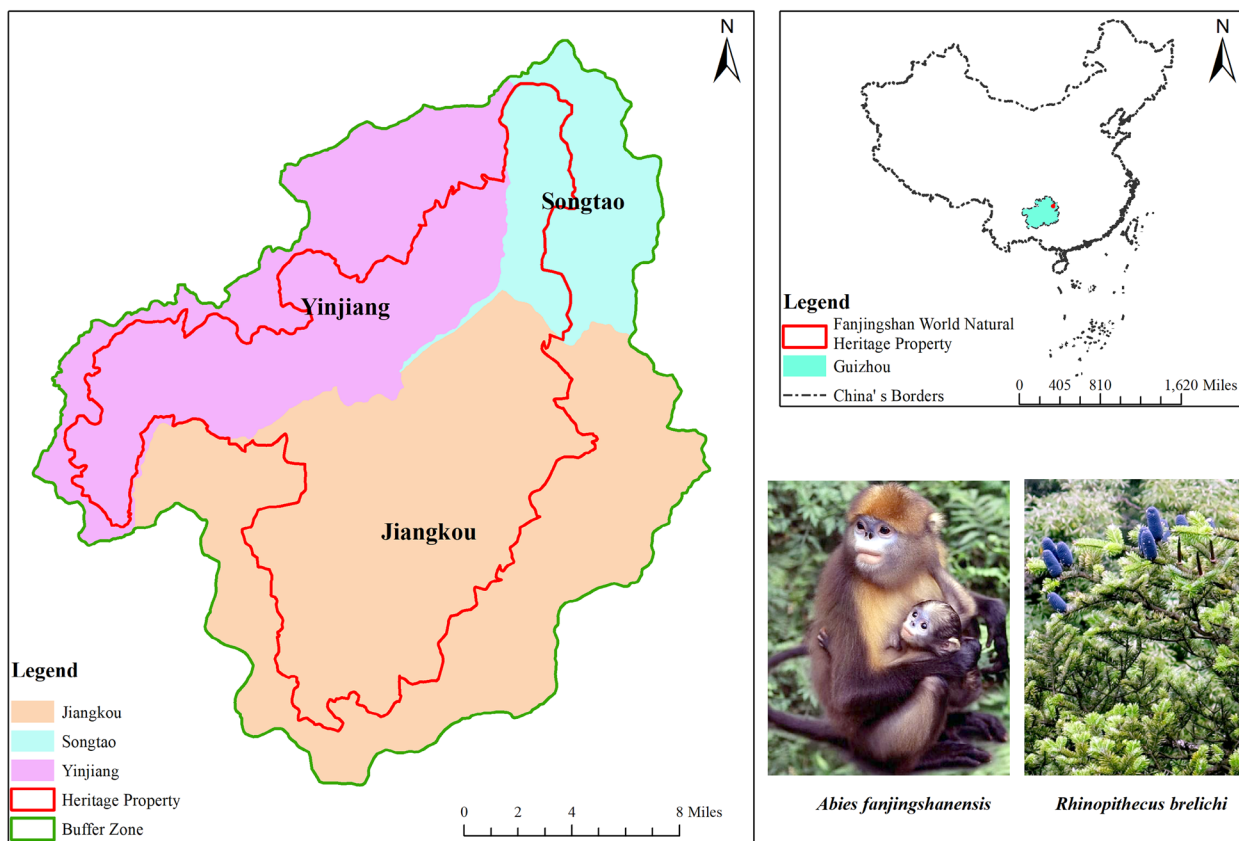 N
Songtao
Yinjiang
Jiangkou
Legend
Jiangkou
Songtao
Yinjiang
Heritage Property
Buffer Zone
0 2 4 8 Miles
N
Legend
Fanjingshan World Natural
Heritage Property
Guizhou
China' s Borders
0 405 810 1,620 Miles
Abies fanjingshanensis
Rhinopithecus brelichi